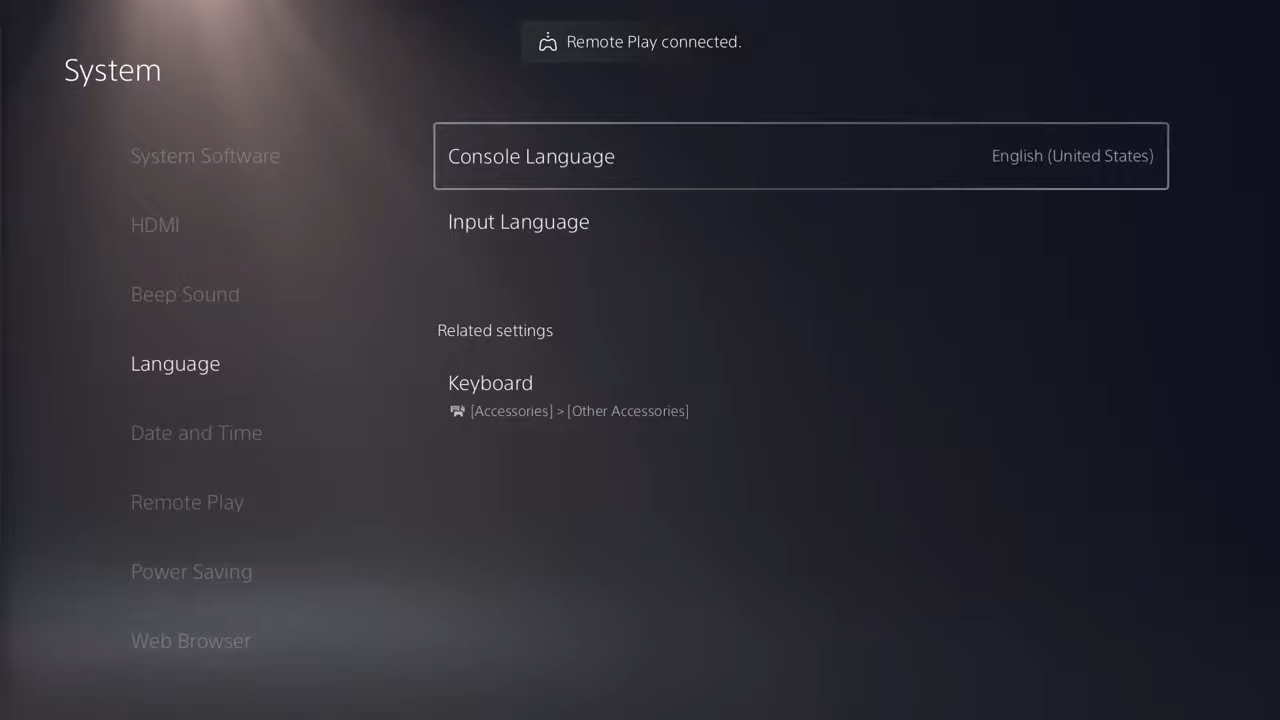 Remote Play connected.
System
System Software
HDMI
Beep Sound
Language
Date and Time
Remote Play
Power Saving
Web Browser
Console Language English (United States)
Input Language
Related settings
Keyboard
[Accessories] > [Other Accessories]